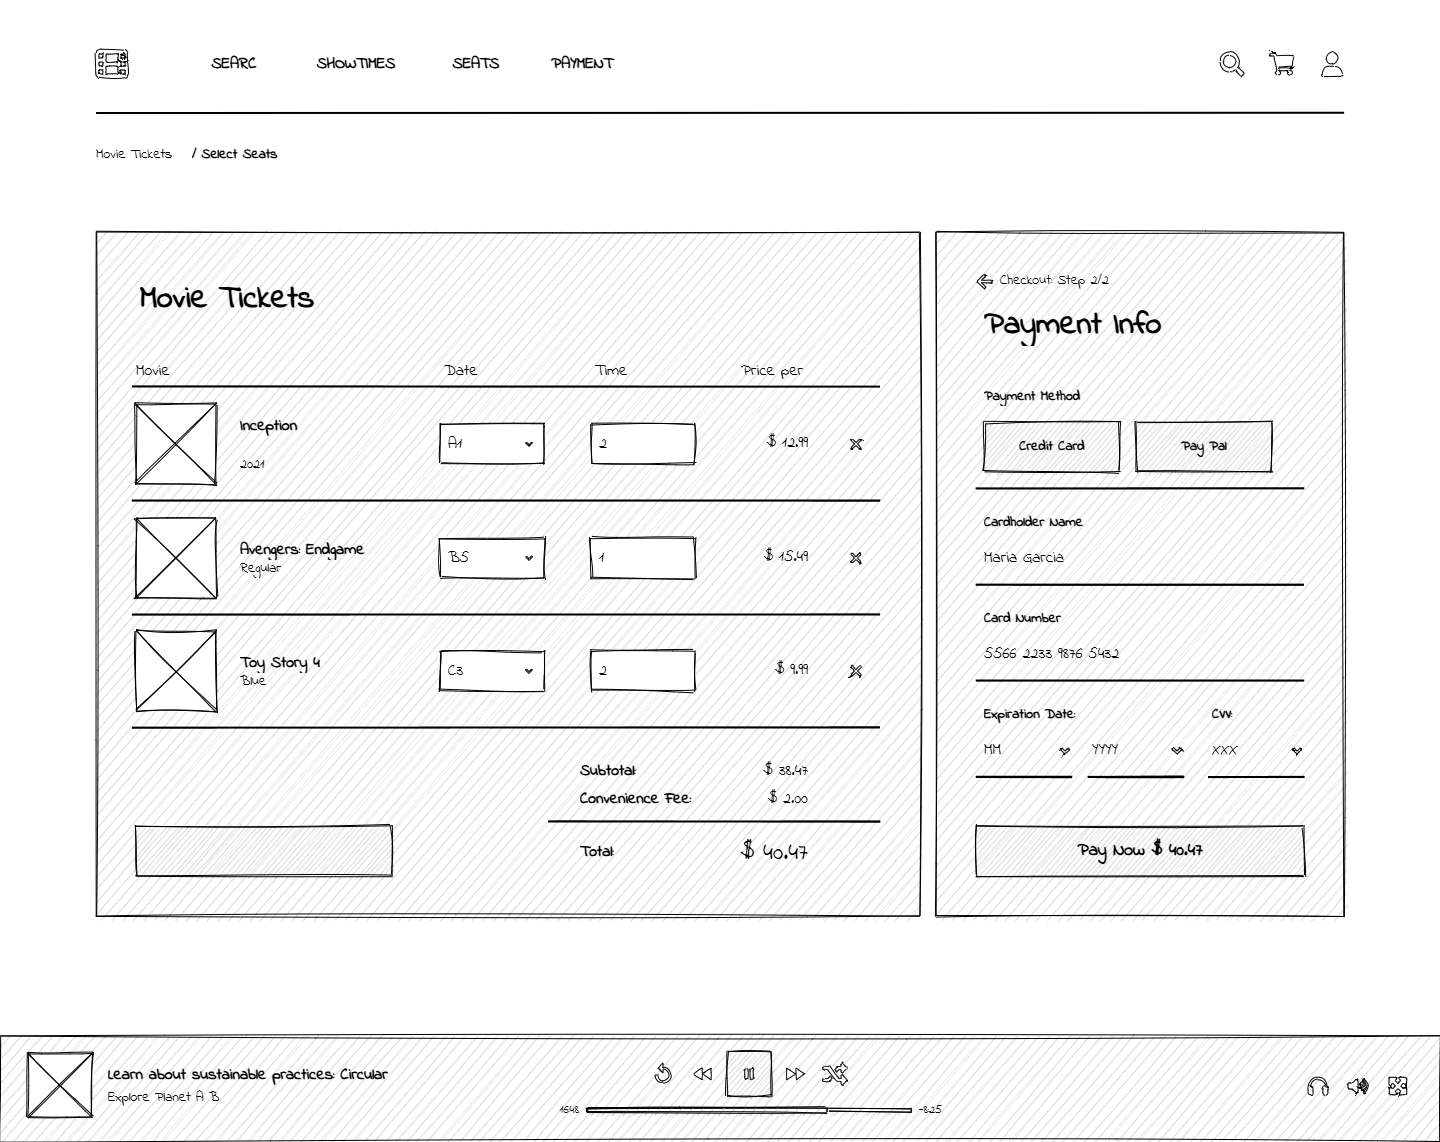 SEARC SHOWTIMES SEATS PAYMENT
Movie Tickets / Select Seats
Movie Tickets
Movie Date Time Price per
Inception
2021
A1 2 $ 12.99
Avengers: Endgame
Regular
B5 1 $ 15.49
Toy Story 4
Blue
C3 2 $ 9.99
Subtotal: $ 38.47
Convenience Fee: $ 2.00
Total: $ 40.47
Checkout: Step 2/2
Payment Info
Payment Method
Credit Card Pay Pal
Cardholder Name
Maria Garcia
Card Number
5566 2233 9876 5432
Expiration Date: CVV:
MM YYYY XXX
Pay Now $ 40.47
Learn about sustainable practices: Circular
Explore Planet A B
16:48 -8:25